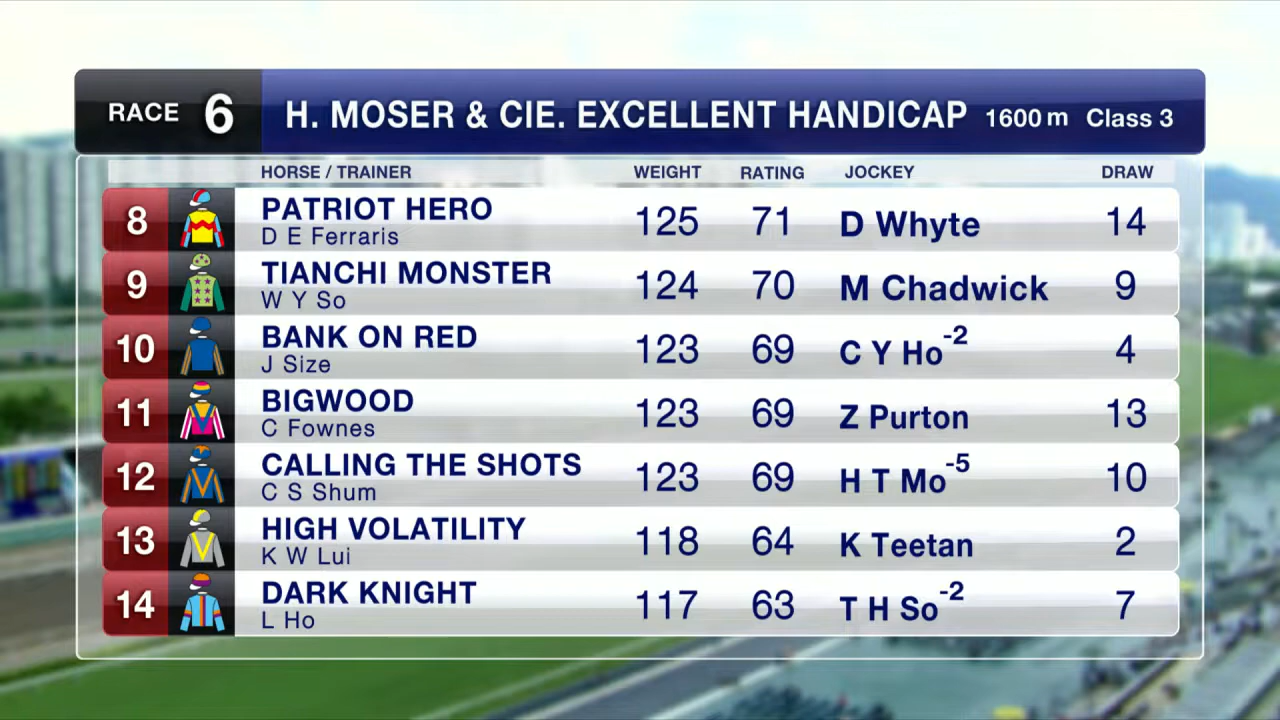 RACE 6 H. MOSER & CIE. EXCELLENT HANDICAP 1600 m Class 3
HORSE / TRAINER WEIGHT RATING JOCKEY DRAW
8 PATRIOT HERO 125 71 D Whyte 14
D E Ferraris
9 TIANCHI MONSTER 124 70 M Chadwick 9
W Y So
10 BANK ON RED 123 69 C Y Ho-2 4
J Size
11 BIGWOOD 123 69 Z Purton 13
C Fownes
12 CALLING THE SHOTS 123 69 H T Mo-5 10
C S Shum
13 HIGH VOLATILITY 118 64 K Teetan 2
K W Lui
14 DARK KNIGHT 117 63 T H So-2 7
L Ho